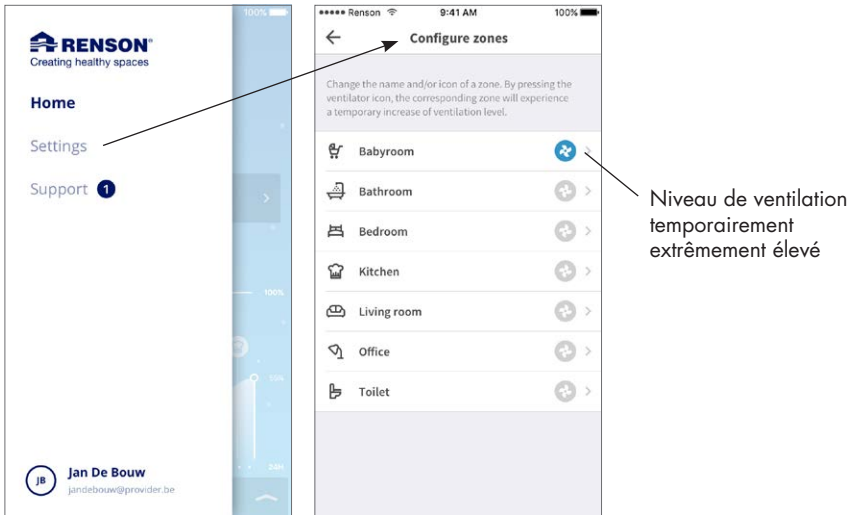 100%
RENSON®
Creating healthy spaces
Home
Settings
Support 1
100%
15%
24H
JB
Jan De Bouw
jandebouw@provider.be
••••• Renson 9:41 AM 100%
Configure zones
Change the name and/or icon of a zone. By pressing the
ventilator icon, the corresponding zone will experience
a temporary increase of ventilation level.
Babyroom
Bathroom
Bedroom
Kitchen
Living room
Office
Toilet
Niveau de ventilation
temporairement
extrêmement élevé